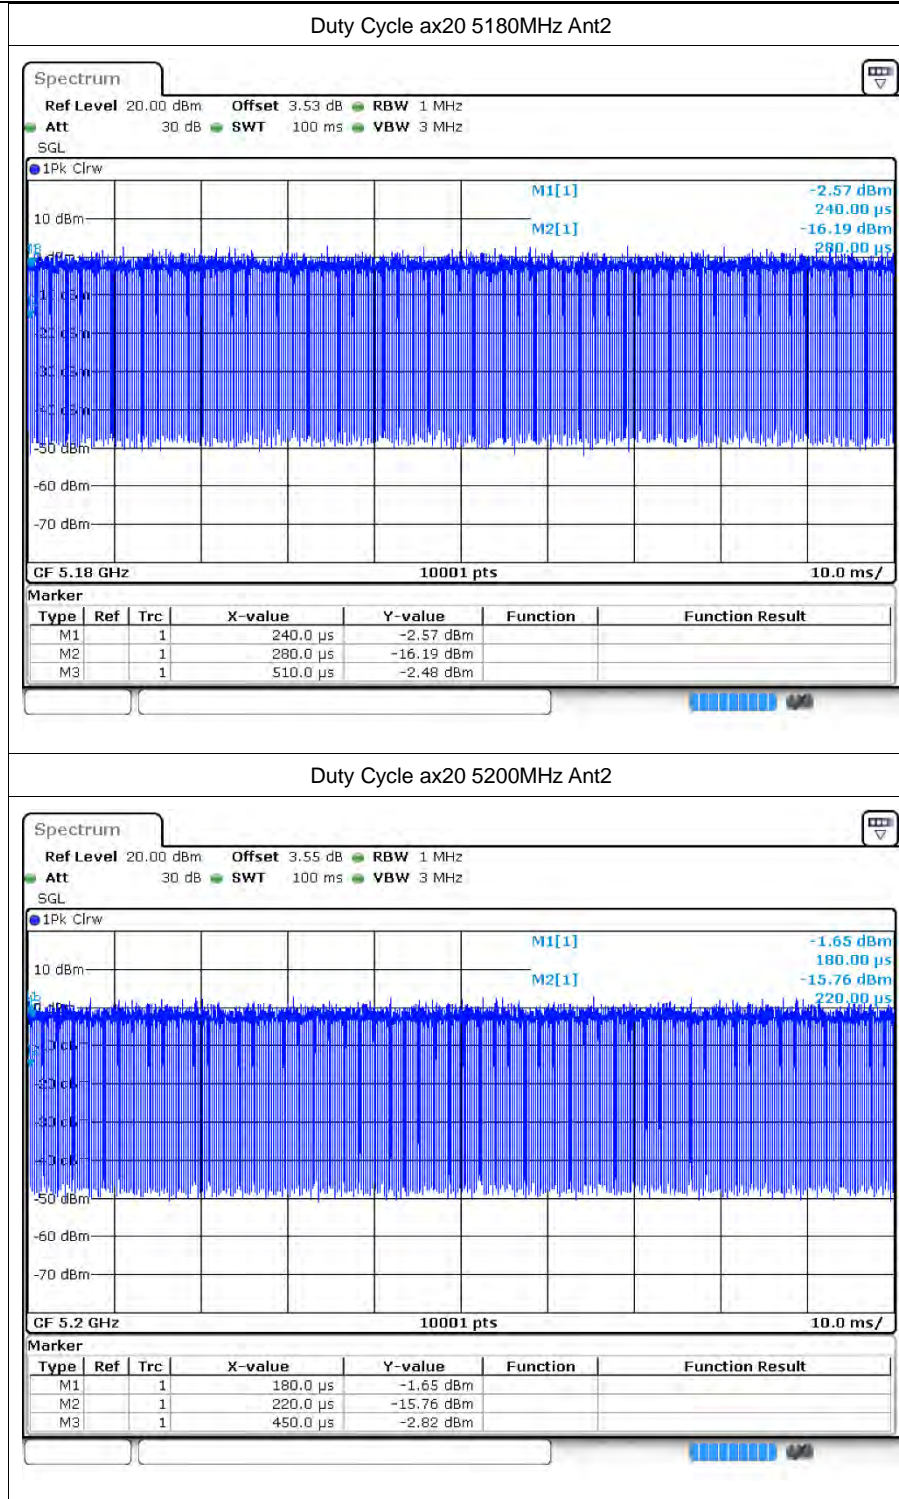 Duty Cycle ax20 5180MHz Ant2
Spectrum
Ref Level 20.00 dBm Offset 3.53 dB RBW 1 MHz
Att 30 dB SWT 100 ms VBW 3 MHz
SGL
1Pk Clrw
M1[1] -2.57 dBm
240.00 µs
10 dBm
M2[1] -16.19 dBm
280.00 µs
-50 dBm
-60 dBm
-70 dBm
CF 5.18 GHz 10001 pts 10.0 ms/
Marker
Type Ref Trc X-value Y-value Function Function Result
M1 1 240.0 µs -2.57 dBm
M2 1 280.0 µs -16.19 dBm
M3 1 510.0 µs -2.48 dBm
Duty Cycle ax20 5200MHz Ant2
Spectrum
Ref Level 20.00 dBm Offset 3.55 dB RBW 1 MHz
Att 30 dB SWT 100 ms VBW 3 MHz
SGL
1Pk Clrw
M1[1] -1.65 dBm
180.00 µs
10 dBm
M2[1] -15.76 dBm
220.00 µs
-50 dBm
-60 dBm
-70 dBm
CF 5.2 GHz 10001 pts 10.0 ms/
Marker
Type Ref Trc X-value Y-value Function Function Result
M1 1 180.0 µs -1.65 dBm
M2 1 220.0 µs -15.76 dBm
M3 1 450.0 µs -2.82 dBm